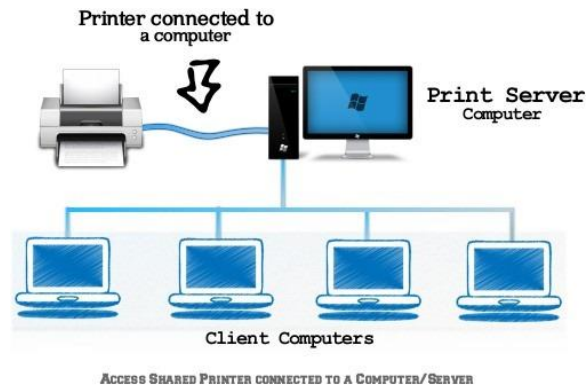 Printer connected to
a computer
Print Server
Computer
Client Computers
ACCESS SHARED PRINTER CONNECTED TO A COMPUTER/SERVER